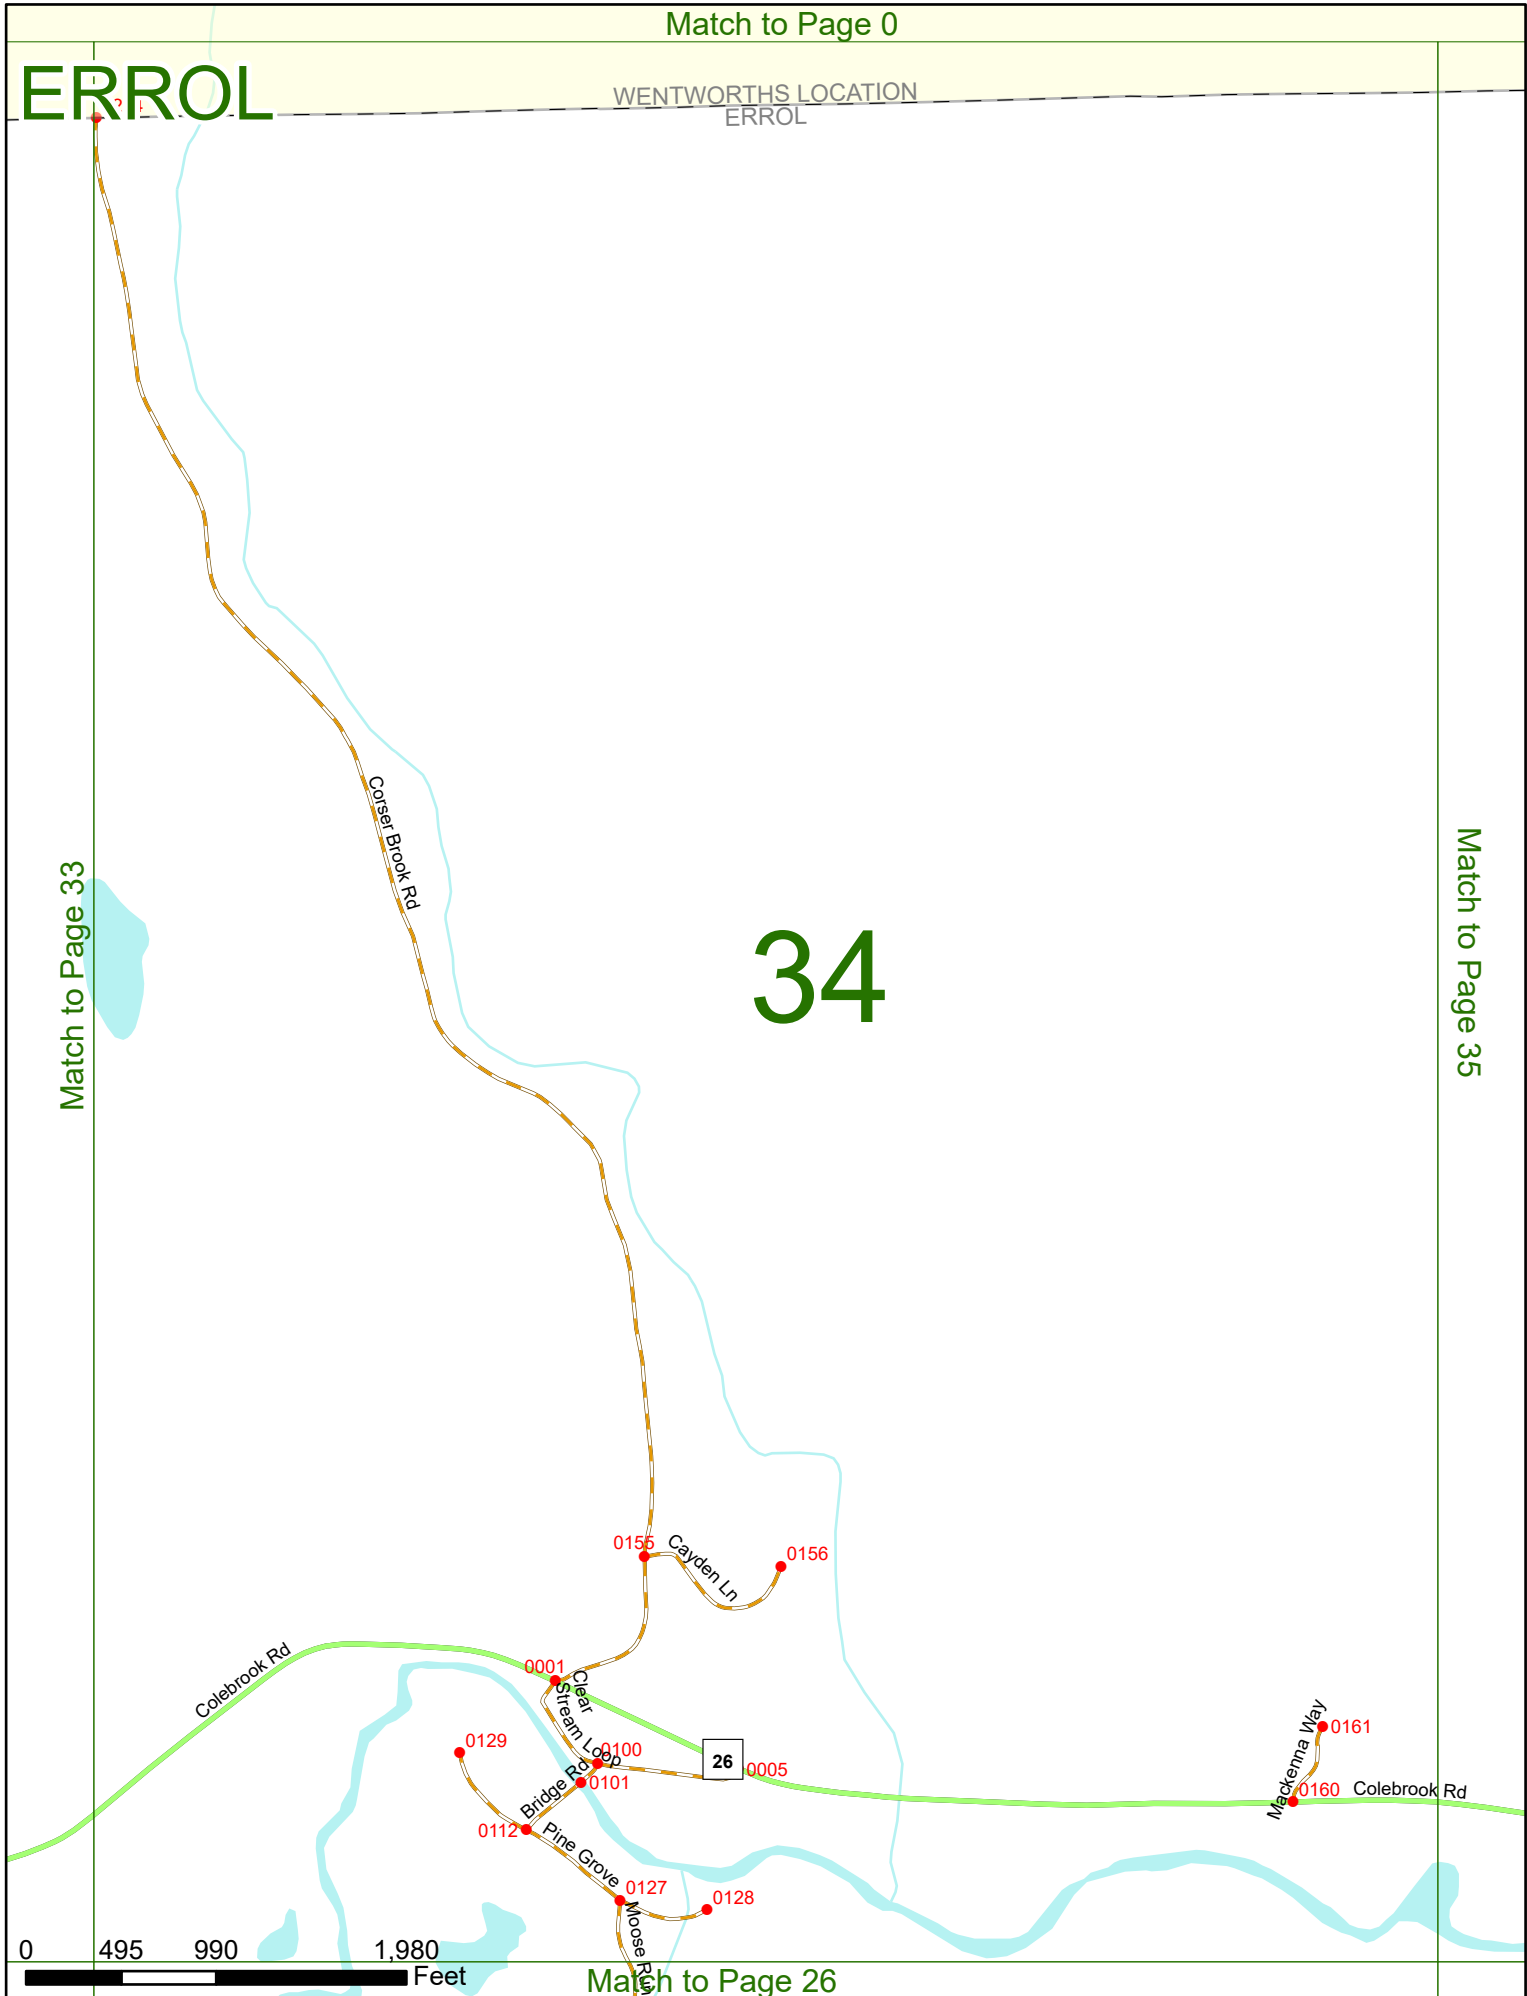 Match to Page 0
ERROL
WENTWORTHS LOCATION
ERROL
Corser Brook Rd
Match to Page 33
34
Match to Page 35
0155
Cayden Ln
0156
Colebrook Rd
0001
Clear
Stream Loop
0100
26
0005
0129
Bridge Rd
0101
Mackenna Way
0161
0160
Colebrook Rd
0112
Pine Grove
0127
0128
Moose Run
0 495 990 1,980
Feet
Match to Page 26